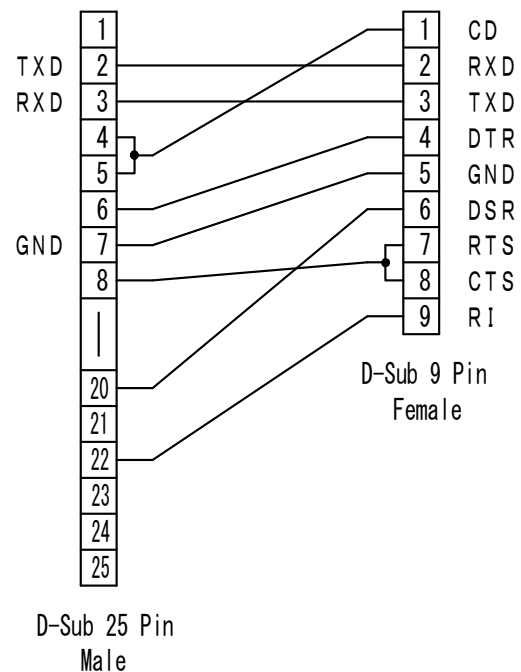 1
TXD 2
RXD 3
4
5
6
GND 7
8
20
21
22
23
24
25
D-Sub 25 Pin
Male
1 CD
2 RXD
3 TXD
4 DTR
5 GND
6 DSR
7 RTS
8 CTS
9 RI
D-Sub 9 Pin
Female